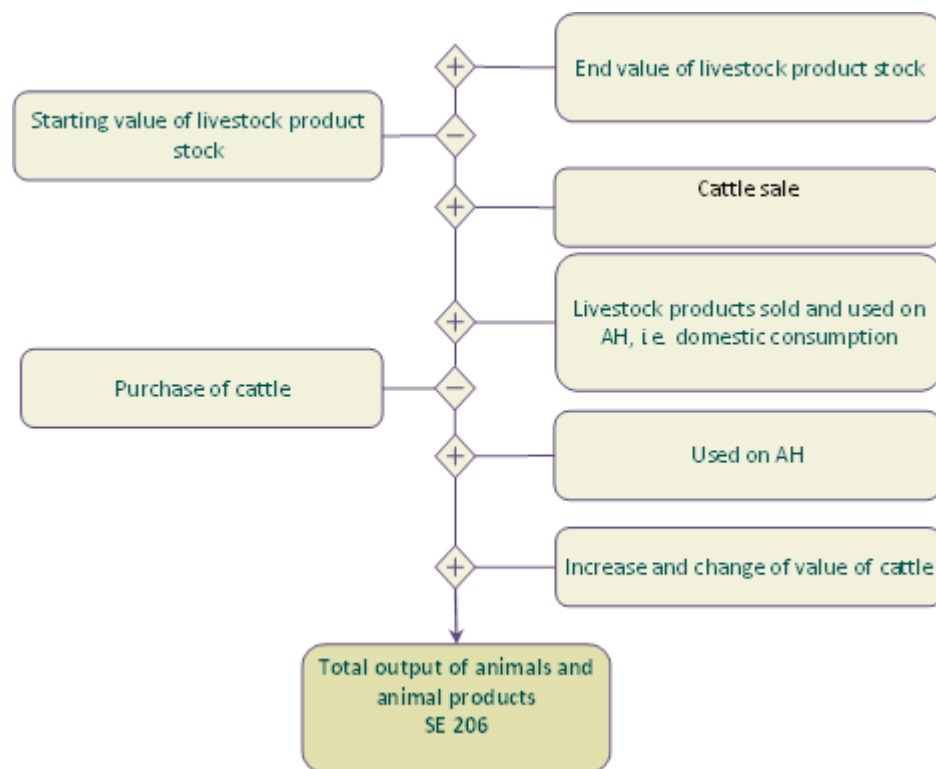 End value of livestock product stock
Starting value of livestock product
stock
Cattle sale
Livestock products sold and used on
AH, i.e. domestic consumption
Purchase of cattle
Used on AH
Increase and change of value of cattle
Total output of animals and
animal products
SE 206